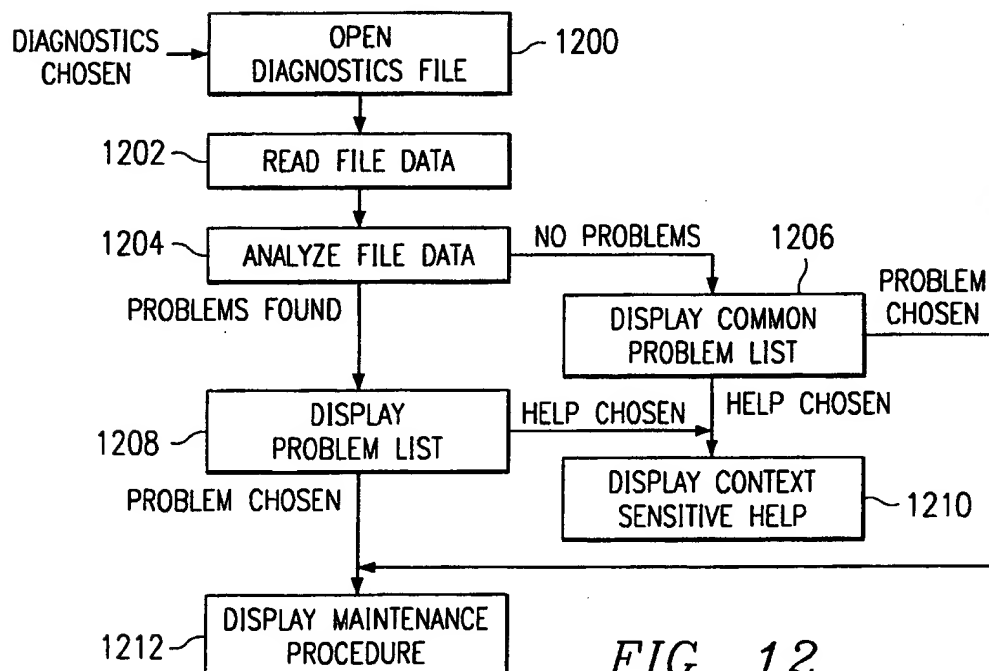 DIAGNOSTICS
CHOSEN
OPEN
DIAGNOSTICS FILE
1200
1202
READ FILE DATA
1204
ANALYZE FILE DATA
NO PROBLEMS
1206
PROBLEMS FOUND
DISPLAY COMMON
PROBLEM LIST
PROBLEM
CHOSEN
1208
DISPLAY
PROBLEM LIST
HELP CHOSEN
HELP CHOSEN
PROBLEM CHOSEN
DISPLAY CONTEXT
SENSITIVE HELP
1210
1212
DISPLAY MAINTENANCE
PROCEDURE
FIG. 12